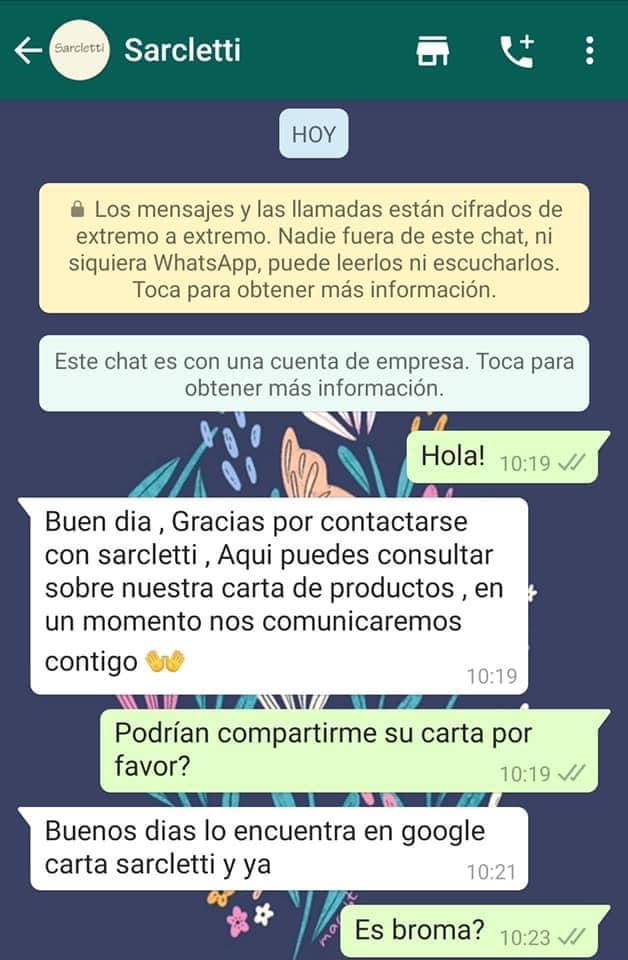 Sarcletti
Sarcletti
HOY
Los mensajes y las llamadas están cifrados de
extremo a extremo. Nadie fuera de este chat, ni
siquiera WhatsApp, puede leerlos ni escucharlos.
Toca para obtener más información.
Este chat es con una cuenta de empresa. Toca para
obtener más información.
Hola! 10:19
Buen dia , Gracias por contactarse
con sarcletti , Aqui puedes consultar
sobre nuestra carta de productos , en
un momento nos comunicaremos
contigo 👐
10:19
Podrían compartirme su carta por
favor? 10:19
Buenos dias lo encuentra en google
carta sarcletti y ya 10:21
Es broma? 10:23